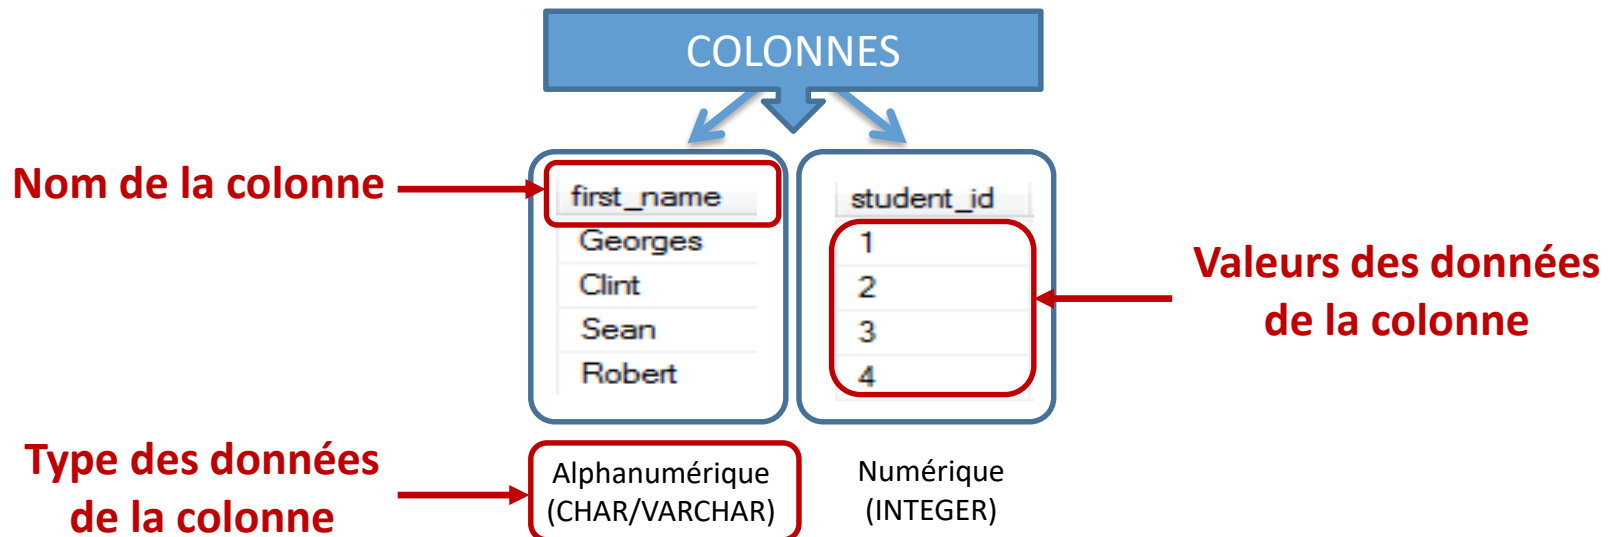 COLONNES
Nom de la colonne
first_name
Georges
Clint
Sean
Robert
student_id
1
2
3
4
Valeurs des données
de la colonne
Type des données
de la colonne
Alphanumérique
(CHAR/VARCHAR)
Numérique
(INTEGER)